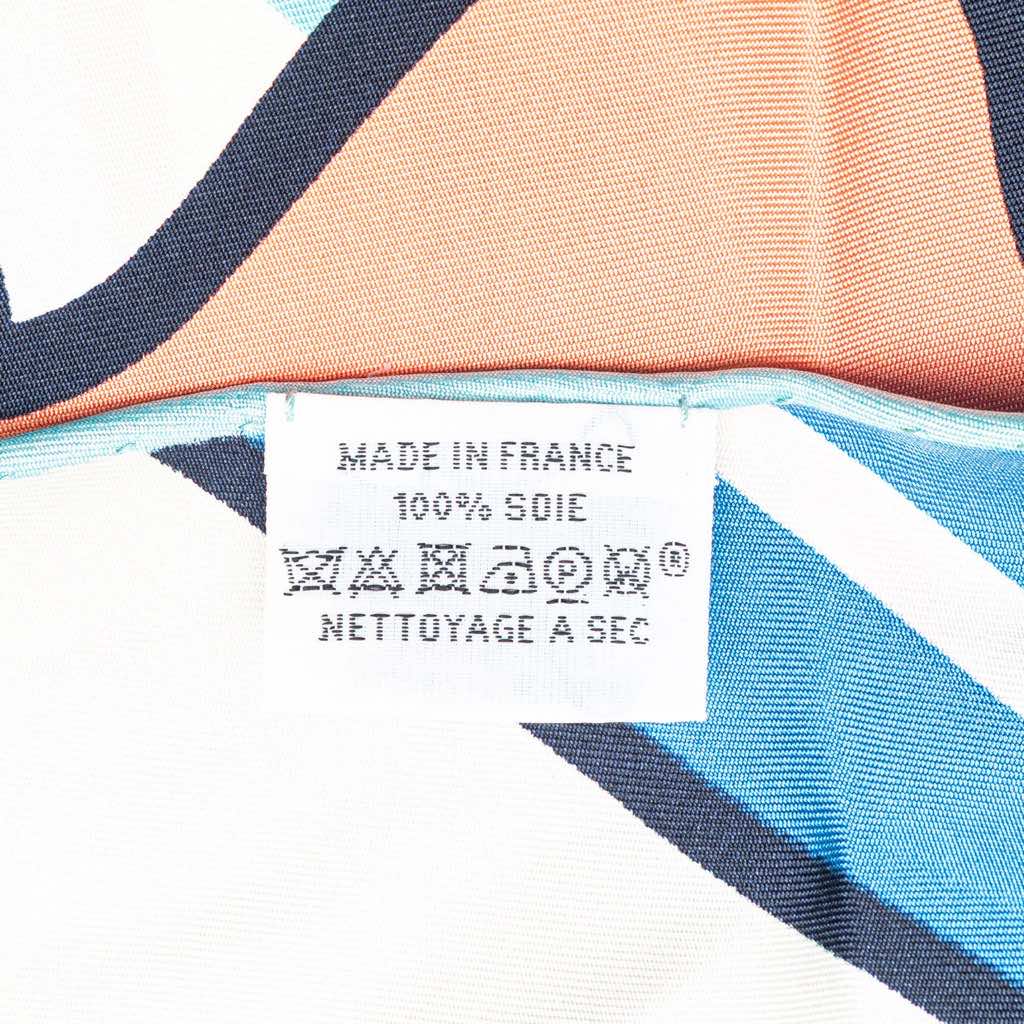 MADE IN FRANCE
100% SOIE
P ®
NETTOYAGE A SEC